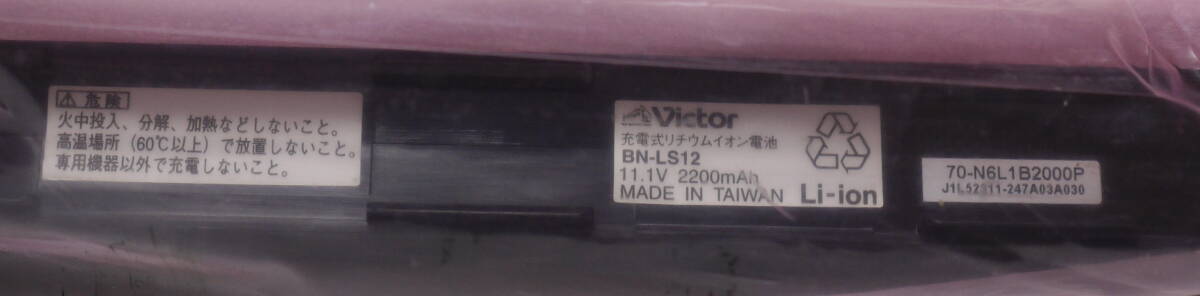 ⚠ 危険
火中投入、分解、加熱などしないこと。
高温場所（60℃以上）で放置しないこと。
専用機器以外で充電しないこと。
Victor
充電式リチウムイオン電池
BN-LS12
11.1V 2200mAh
MADE IN TAIWAN
Li-ion
70-N6L1B2000P